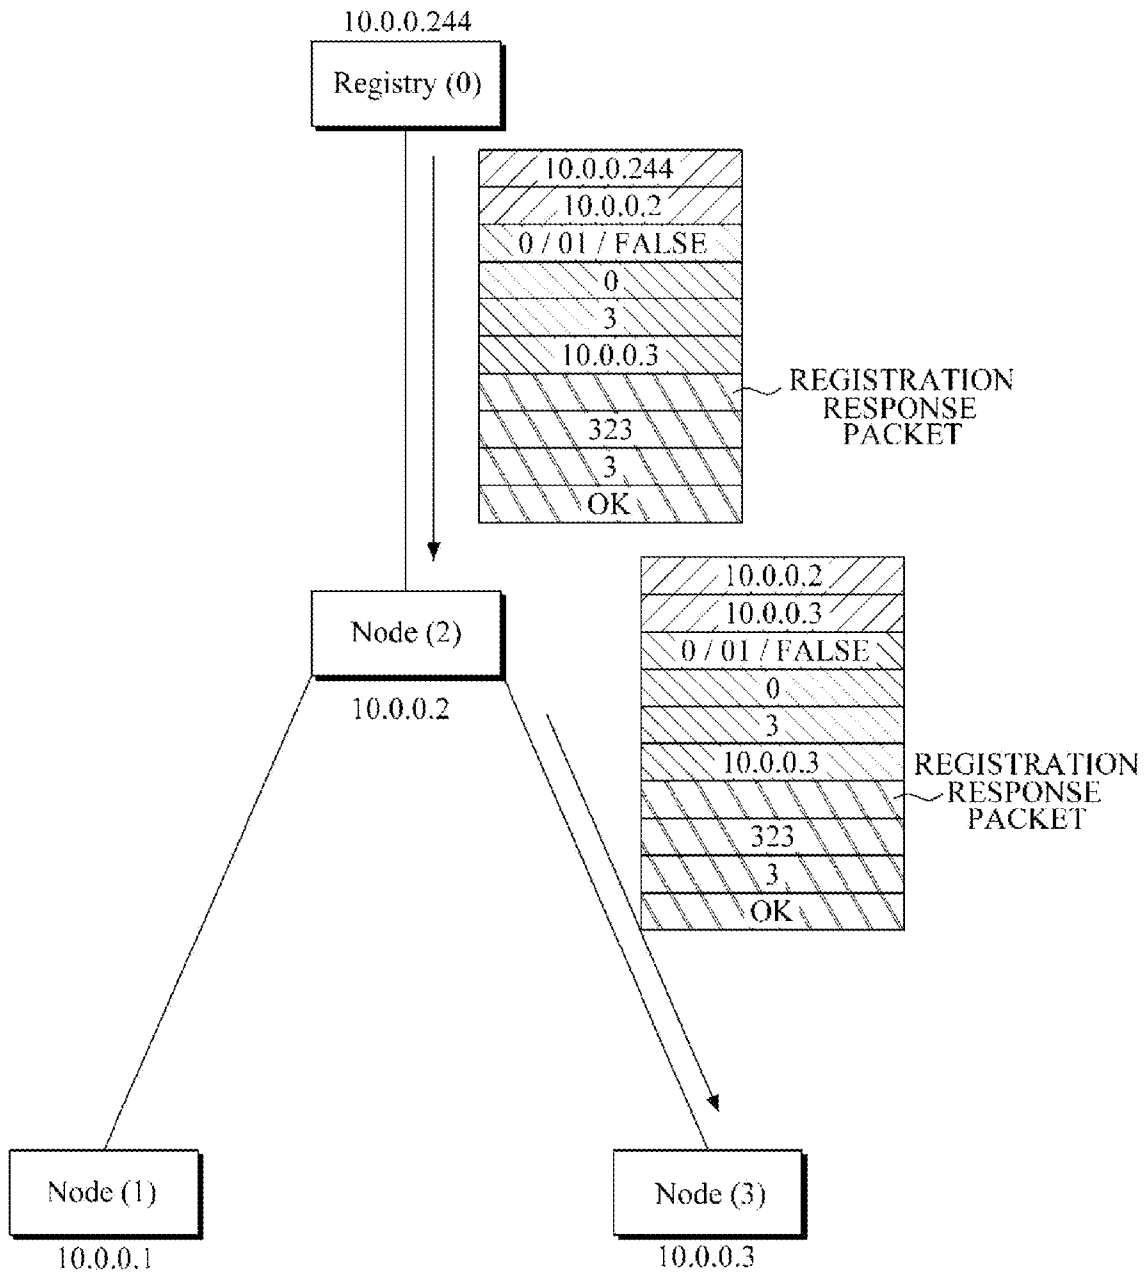 10.0.0.244
Registry (0)
10.0.0.244
10.0.0.2
0 / 01 / FALSE
0
3
10.0.0.3
REGISTRATION
RESPONSE
PACKET
323
3
OK
Node (2)
10.0.0.2
10.0.0.2
10.0.0.3
0 / 01 / FALSE
0
3
10.0.0.3
REGISTRATION
RESPONSE
PACKET
323
3
OK
Node (1)
10.0.0.1
Node (3)
10.0.0.3